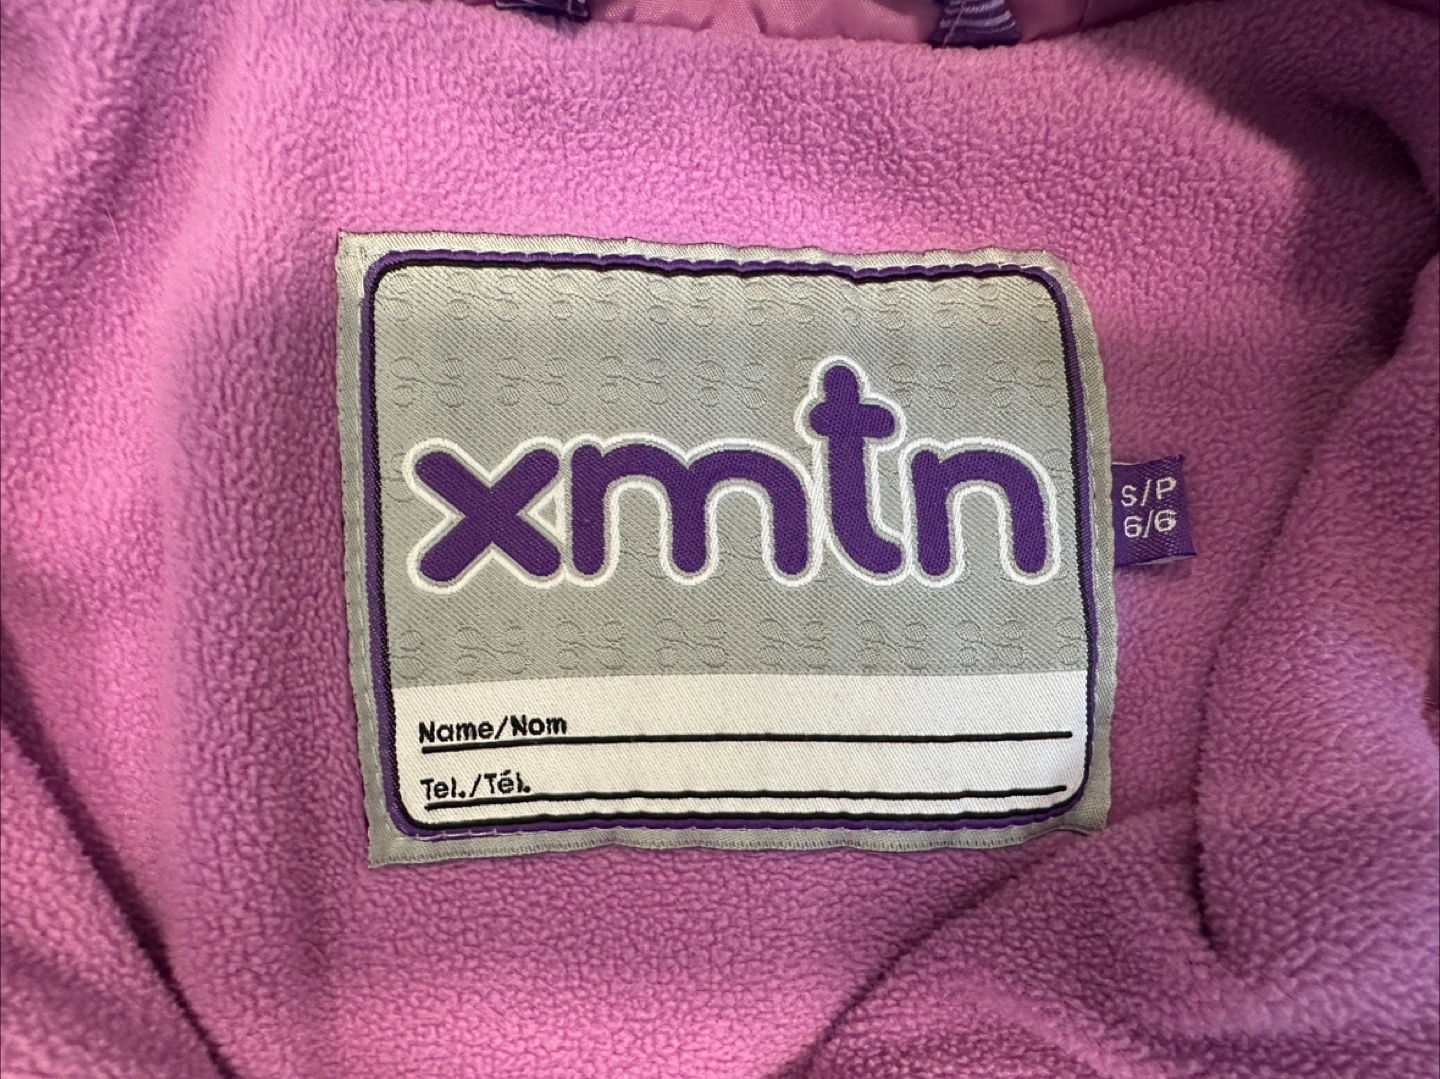 xmtn
S/P
6/6
Name/Nom
Tel./Tél.